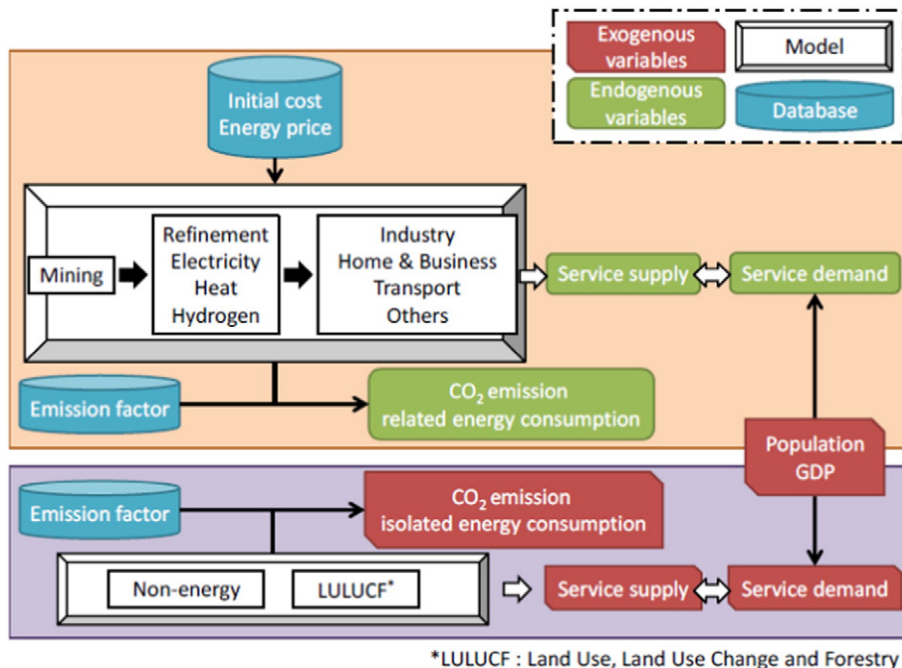 Exogenous
variables
Model
Endogenous
variables
Database
Initial cost
Energy price
Mining
Refinement
Electricity
Heat
Hydrogen
Industry
Home & Business
Transport
Others
Service supply
Service demand
Emission factor
CO₂ emission
related energy consumption
Population
GDP
Emission factor
CO₂ emission
isolated energy consumption
Non-energy
LULUCF*
Service supply
Service demand
*LULUCF : Land Use, Land Use Change and Forestry